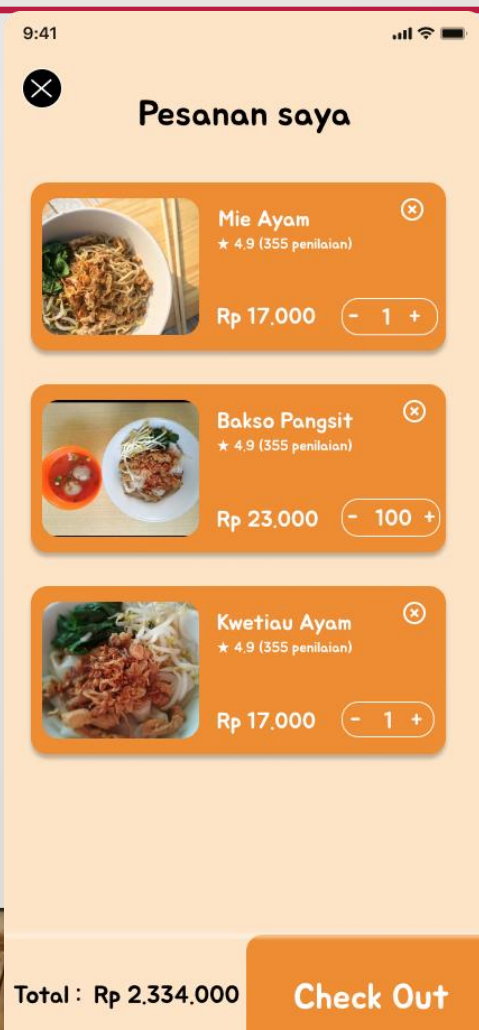 9:41
Pesanan saya
Mie Ayam
★ 4,9 (355 penilaian)
Rp 17.000
- 1 +
Bakso Pangsit
★ 4,9 (355 penilaian)
Rp 23.000
- 100 +
Kwetiau Ayam
★ 4,9 (355 penilaian)
Rp 17.000
- 1 +
Total : Rp 2.334.000
Check Out